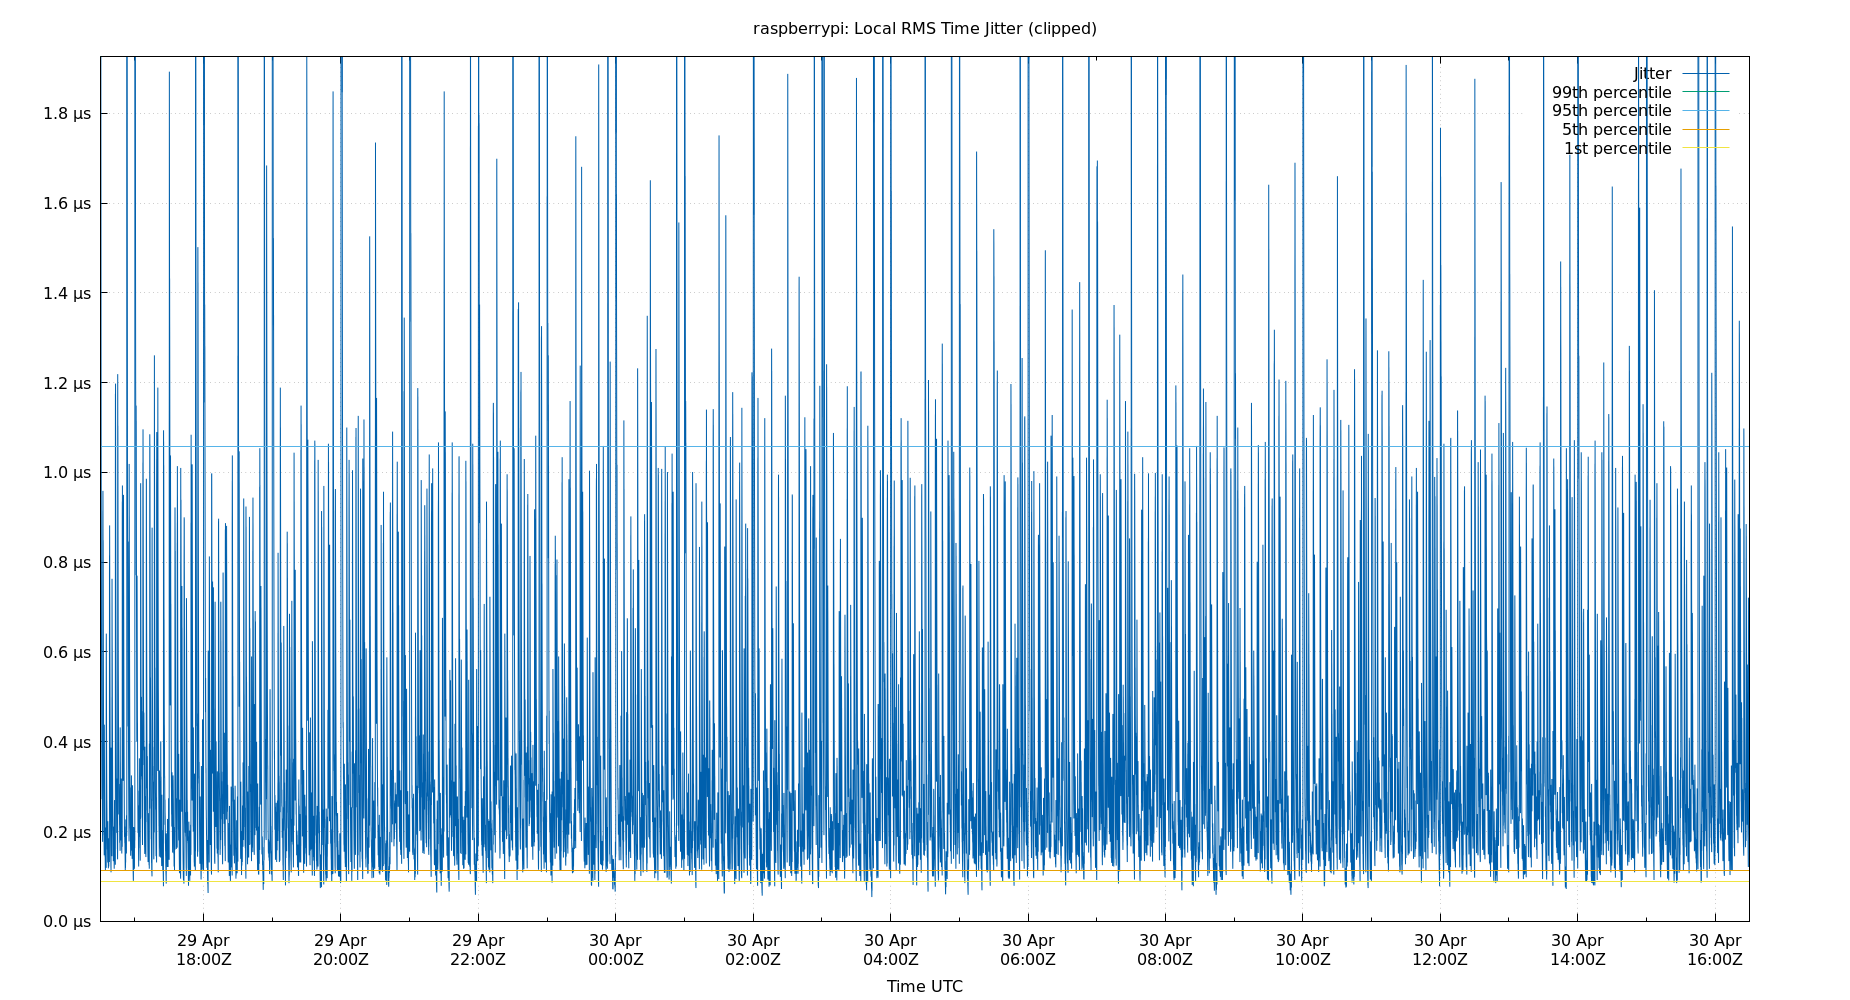 raspberrypi: Local RMS Time Jitter (clipped)
Jitter
99th percentile
95th percentile
5th percentile
1st percentile
1.8 μs
1.6 μs
1.4 μs
1.2 μs
1.0 μs
0.8 μs
0.6 μs
0.4 μs
0.2 μs
0.0 μs
29 Apr 29 Apr 29 Apr 30 Apr 30 Apr 30 Apr 30 Apr 30 Apr 30 Apr 30 Apr 30 Apr 30 Apr
18:00Z 20:00Z 22:00Z 00:00Z 02:00Z 04:00Z 06:00Z 08:00Z 10:00Z 12:00Z 14:00Z 16:00Z
Time UTC